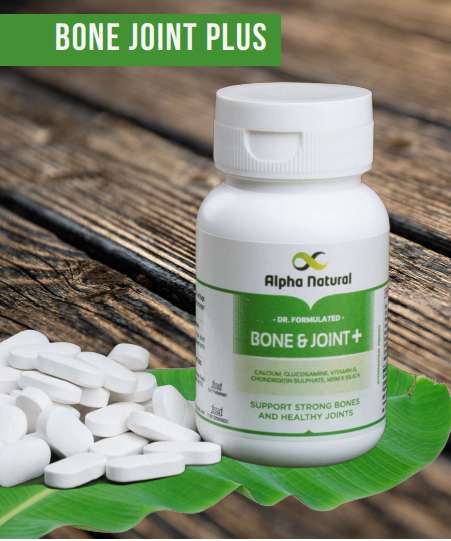 BONE JOINT PLUS
Alpha Natural
- DR. FORMULATED -
BONE & JOINT+
CALCIUM, GLUCOSAMINE, VITAMIN
CHONDROITIN SULPHATE, MSM
SUPPORT STRONG BONES
AND HEALTHY JOINTS